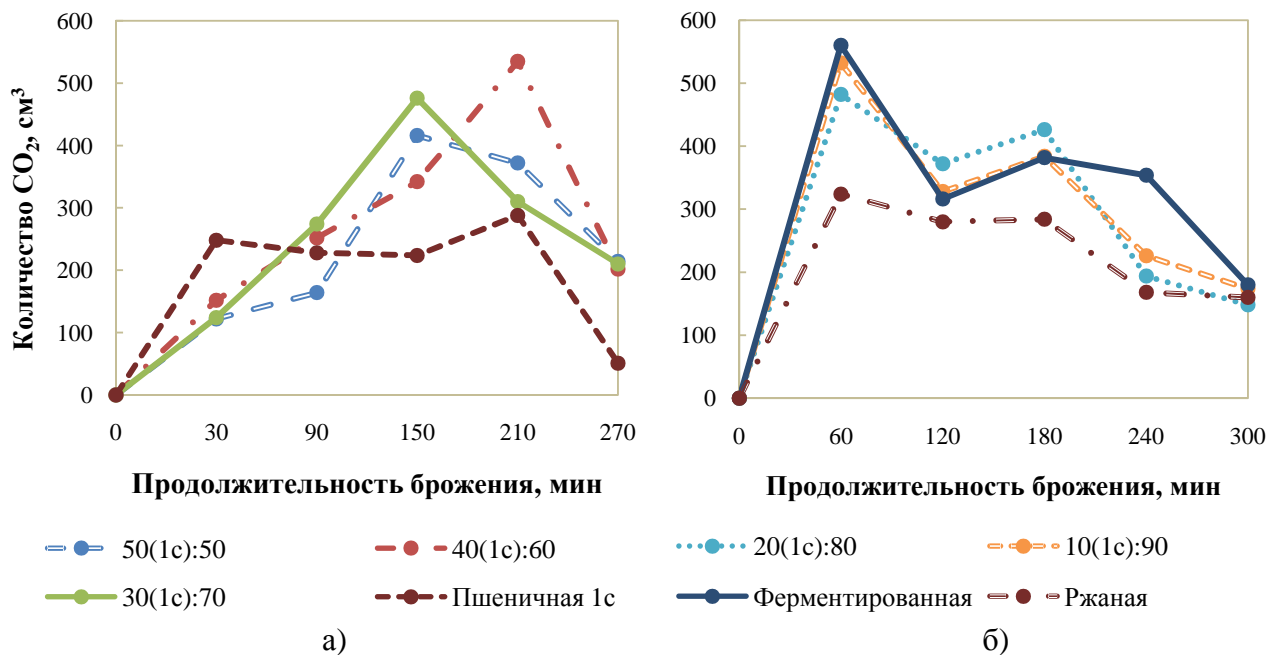 Количество CO₂, см³
600
500
400
300
200
100
0
0 30 90 150 210 270
Продолжительность брожения, мин
50(1с):50 40(1с):60
30(1с):70 Пшеничная 1с
а)
600
500
400
300
200
100
0
0 60 120 180 240 300
Продолжительность брожения, мин
20(1с):80 10(1с):90
Ферментированная Ржаная
б)